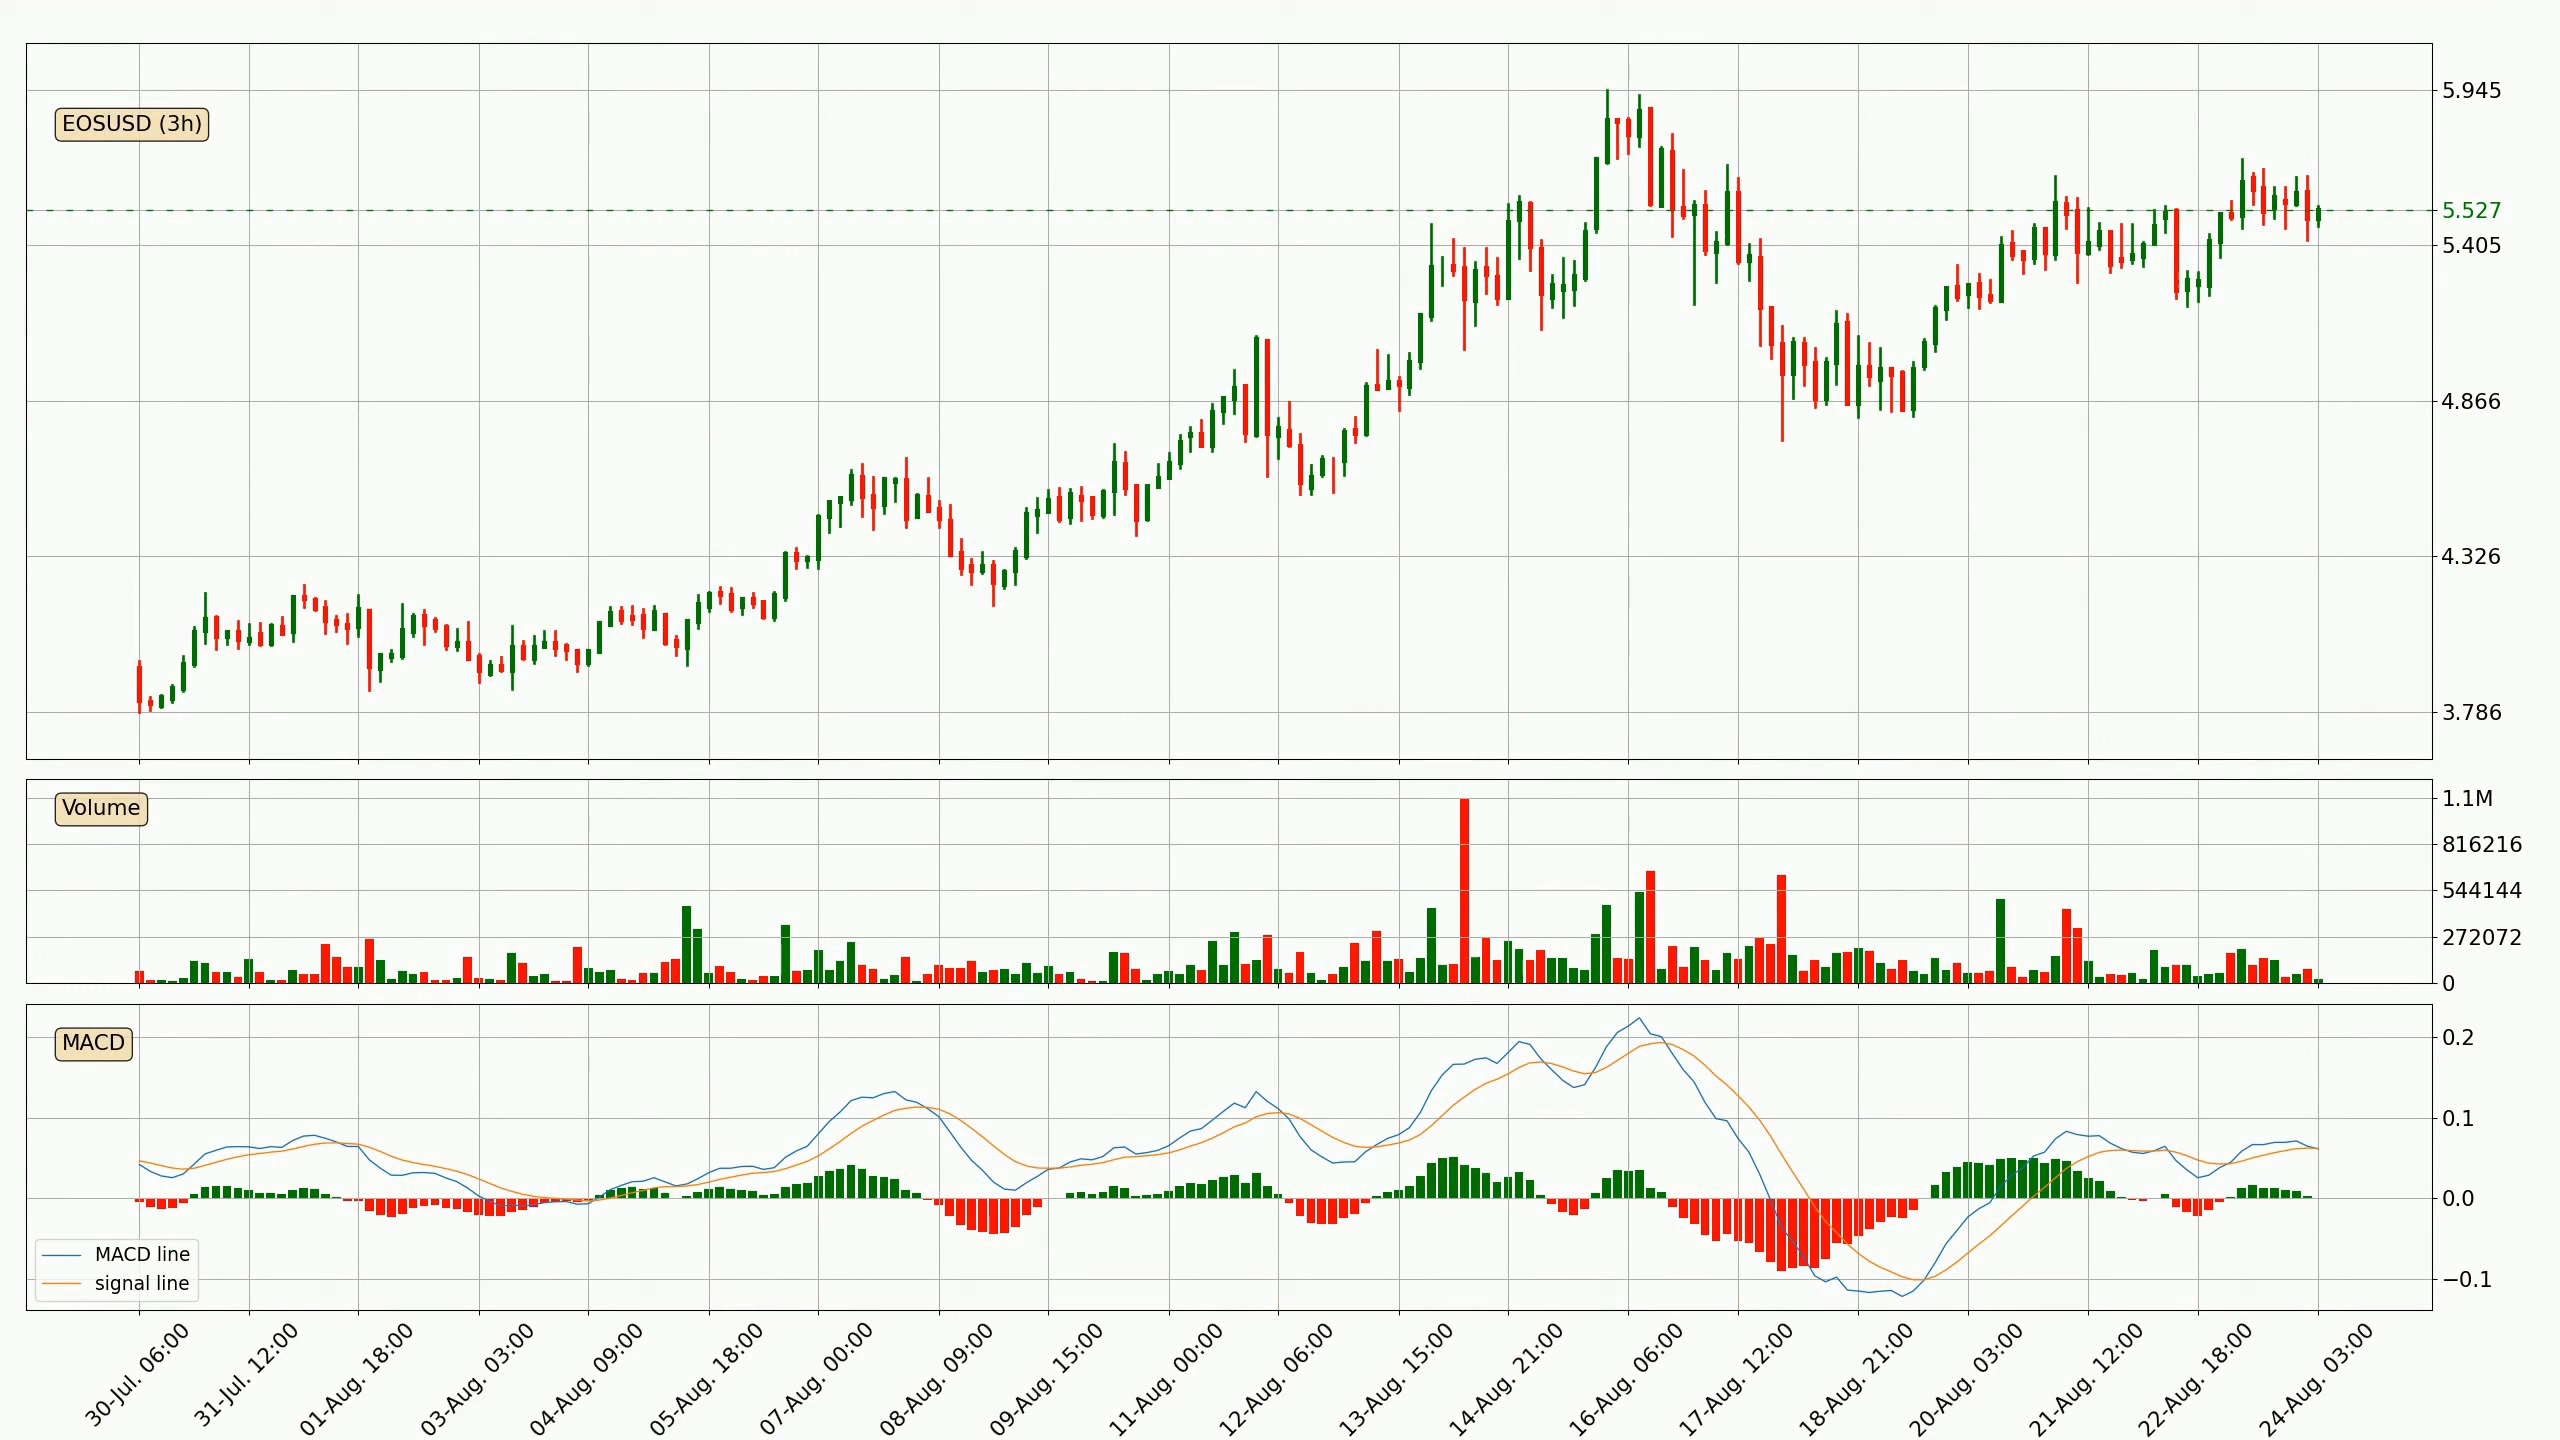 EOSUSD (3h)
5.945
5.527
5.405
4.866
4.326
3.786
Volume
1.1M
816216
544144
272072
0
MACD
0.2
0.1
0.0
−0.1
MACD line
signal line
30-Jul. 06:00
31-Jul. 12:00
01-Aug. 18:00
03-Aug. 03:00
04-Aug. 09:00
05-Aug. 18:00
07-Aug. 00:00
08-Aug. 09:00
09-Aug. 15:00
11-Aug. 00:00
12-Aug. 06:00
13-Aug. 15:00
14-Aug. 21:00
16-Aug. 06:00
17-Aug. 12:00
18-Aug. 21:00
20-Aug. 03:00
21-Aug. 12:00
22-Aug. 18:00
24-Aug. 03:00